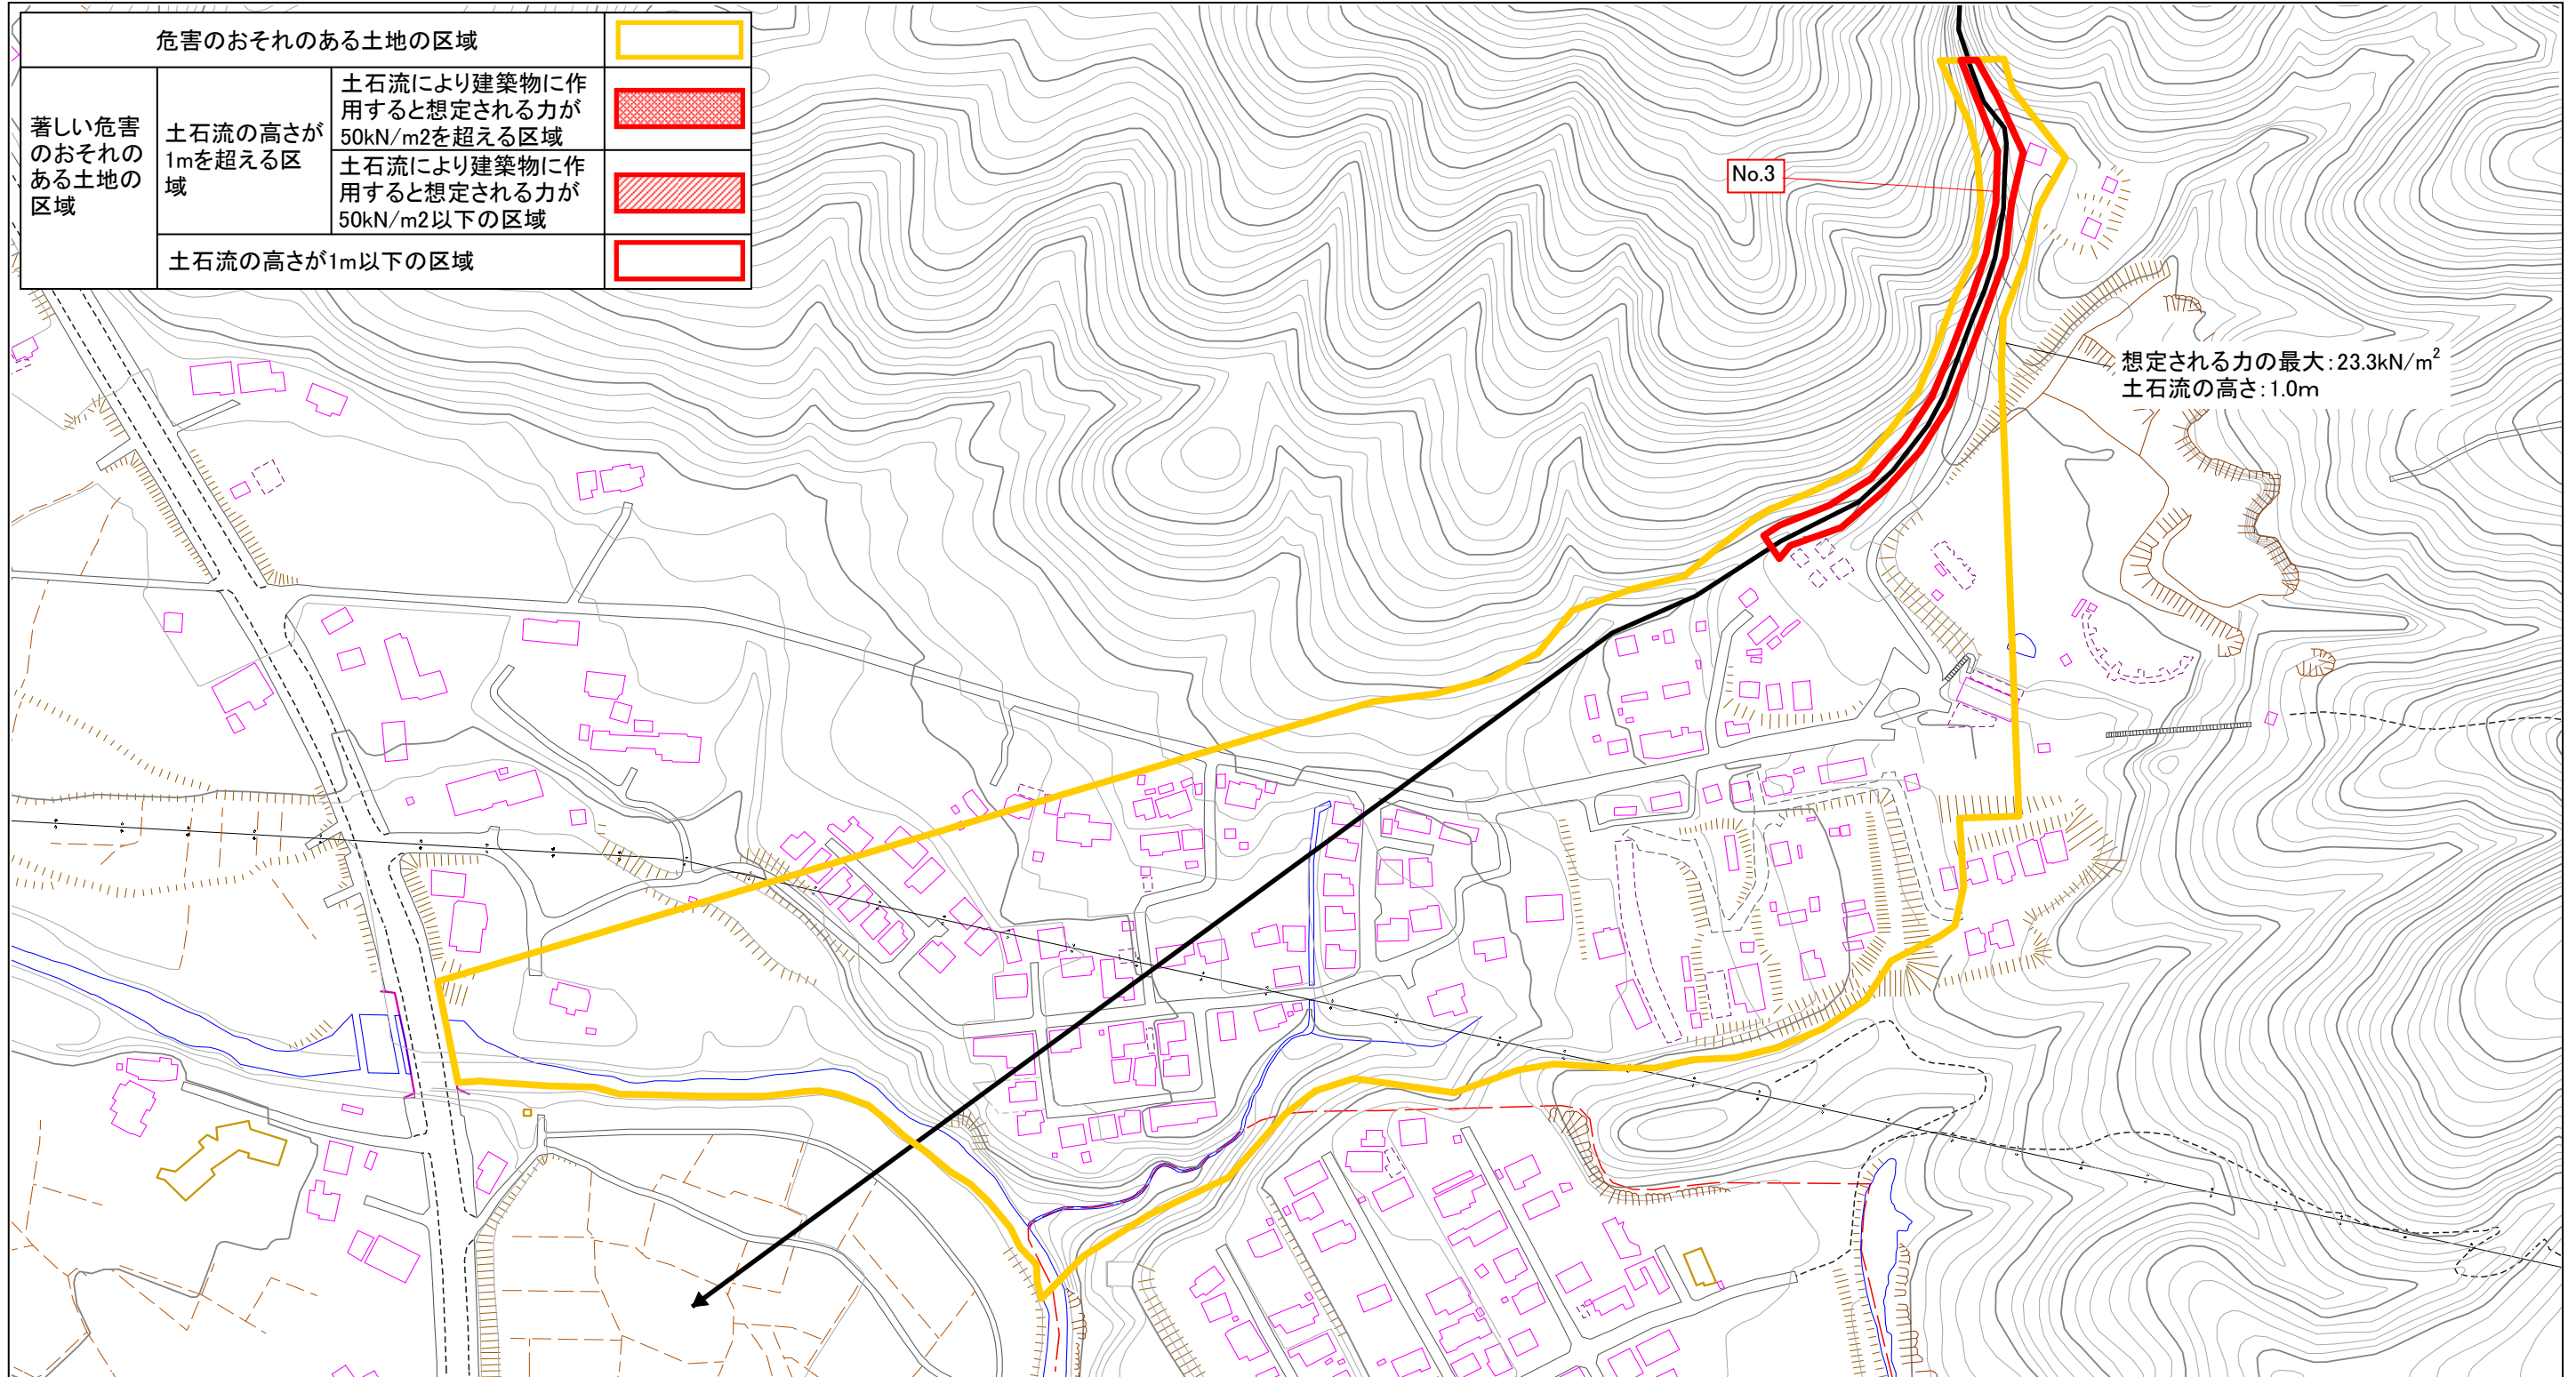 危害のおそれのある土地の区域
著しい危害
のおそれの
ある土地の
区域
土石流の高さが
1mを超える区
域
土石流により建築物に作
用すると想定される力が
50kN/m2を超える区域
土石流により建築物に作
用すると想定される力が
50kN/m2以下の区域
土石流の高さが1m以下の区域
No.3
想定される力の最大：23.3kN/m²
土石流の高さ：1.0m